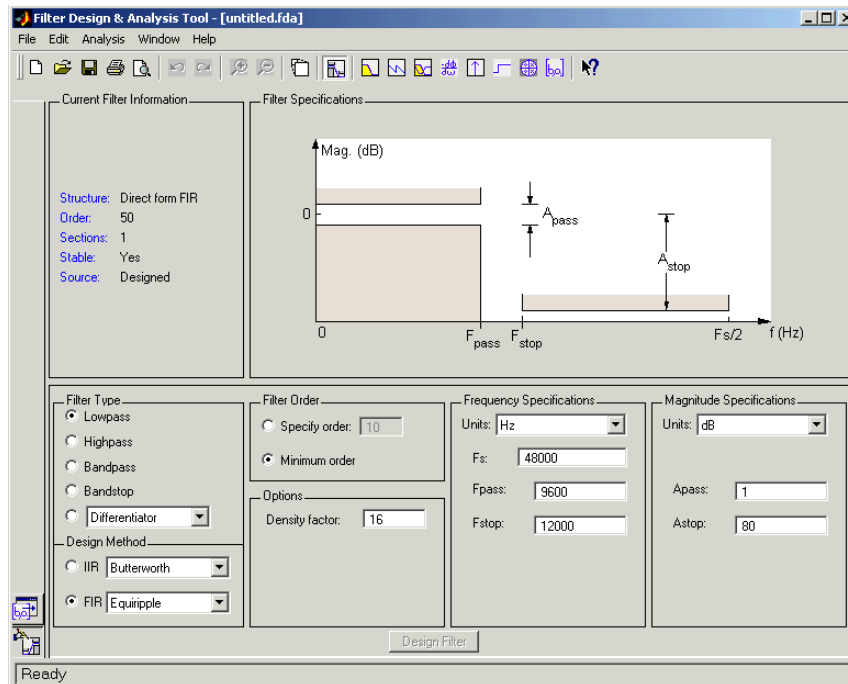 Filter Design & Analysis Tool - [untitled.fda]
File Edit Analysis Window Help
Current Filter Information
Structure: Direct form FIR
Order: 50
Sections: 1
Stable: Yes
Source: Designed
Filter Specifications
Mag. (dB)
0
A pass
A stop
0
F pass
F stop
Fs/2
f (Hz)
Filter Type
Lowpass
Highpass
Bandpass
Bandstop
Differentiator
Design Method
IIR Butterworth
FIR Equiripple
Filter Order
Specify order: 10
Minimum order
Options
Density factor: 16
Frequency Specifications
Units: Hz
Fs: 48000
Fpass: 9600
Fstop: 12000
Magnitude Specifications
Units: dB
Apass: 1
Astop: 80
Design Filter
Ready